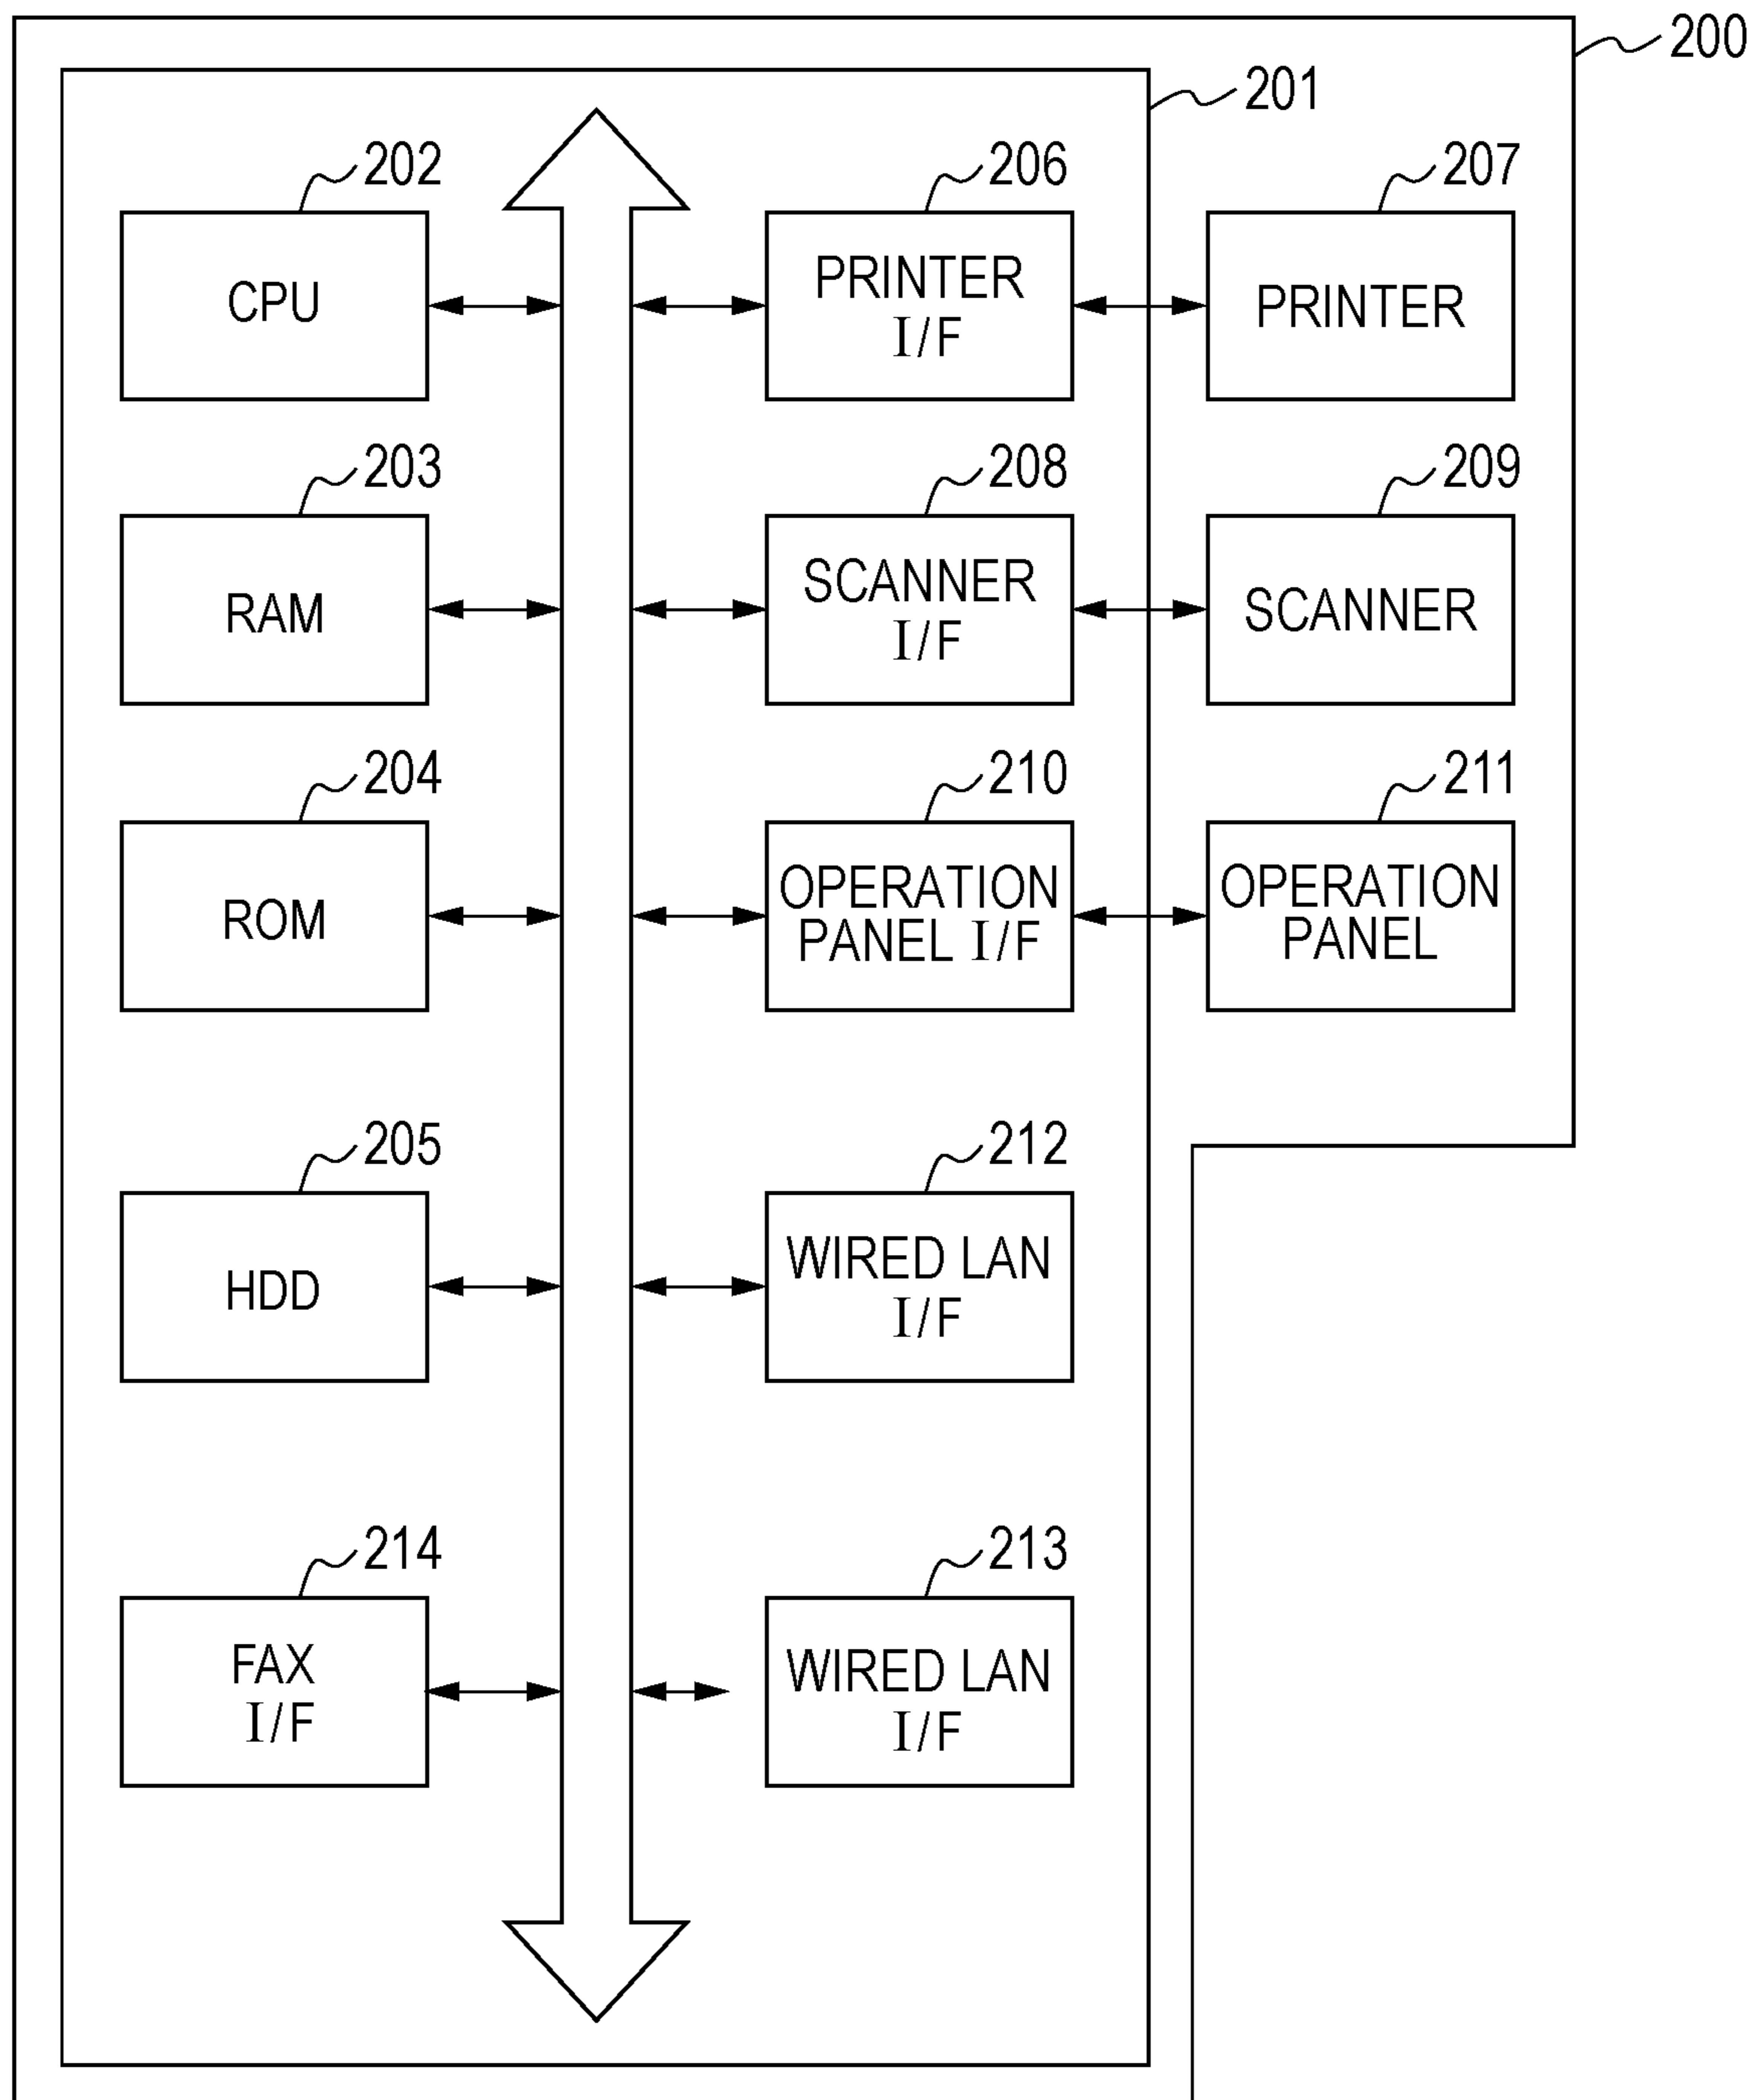 200
201
202
CPU
206
PRINTER
I/F
207
PRINTER
203
RAM
208
SCANNER
I/F
209
SCANNER
204
ROM
210
OPERATION
PANEL I/F
211
OPERATION
PANEL
205
HDD
212
WIRED LAN
I/F
214
FAX
I/F
213
WIRED LAN
I/F